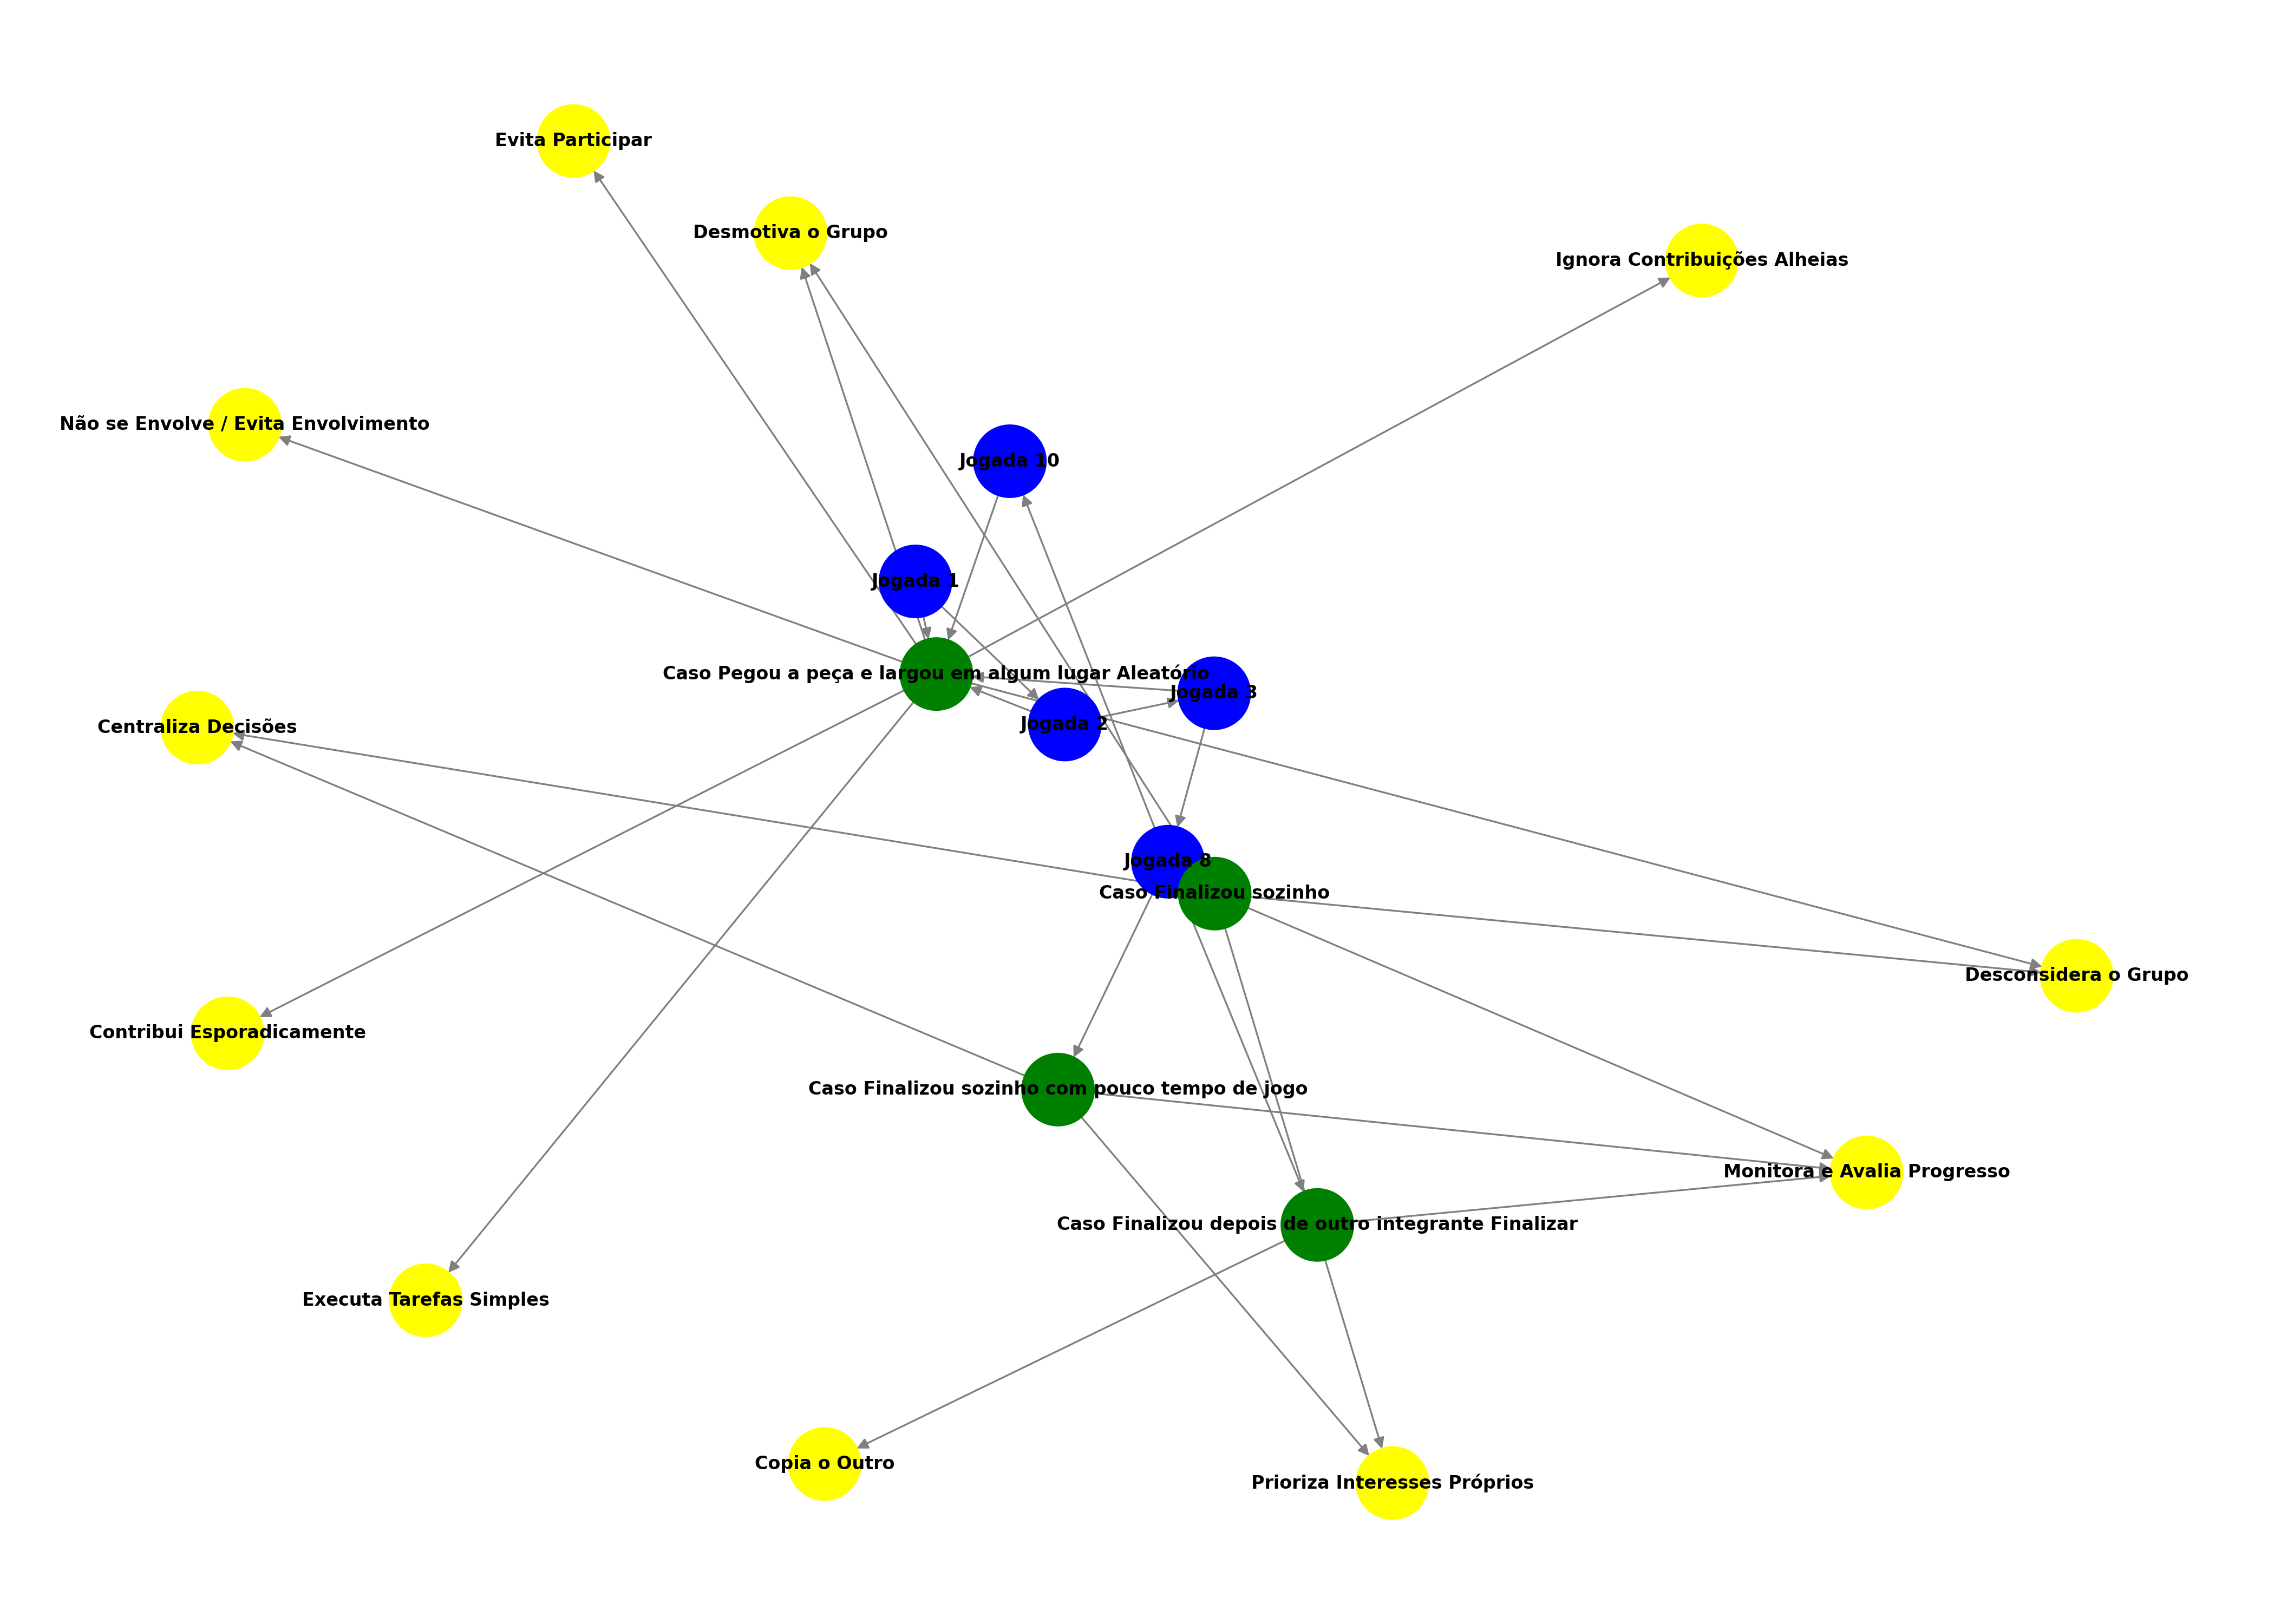 Evita Participar
Desmotiva o Grupo
Ignora Contribuições Alheias
Não se Envolve / Evita Envolvimento
Jogada 10
Jogada 1
Caso Pegou a peça e largou em algum lugar Aleatório
Jogada 3
Jogada 2
Centraliza Decisões
Jogada 8
Caso Finalizou sozinho
Desconsidera o Grupo
Contribui Esporadicamente
Caso Finalizou sozinho com pouco tempo de jogo
Monitora e Avalia Progresso
Caso Finalizou depois de outro integrante Finalizar
Executa Tarefas Simples
Copia o Outro
Prioriza Interesses Próprios